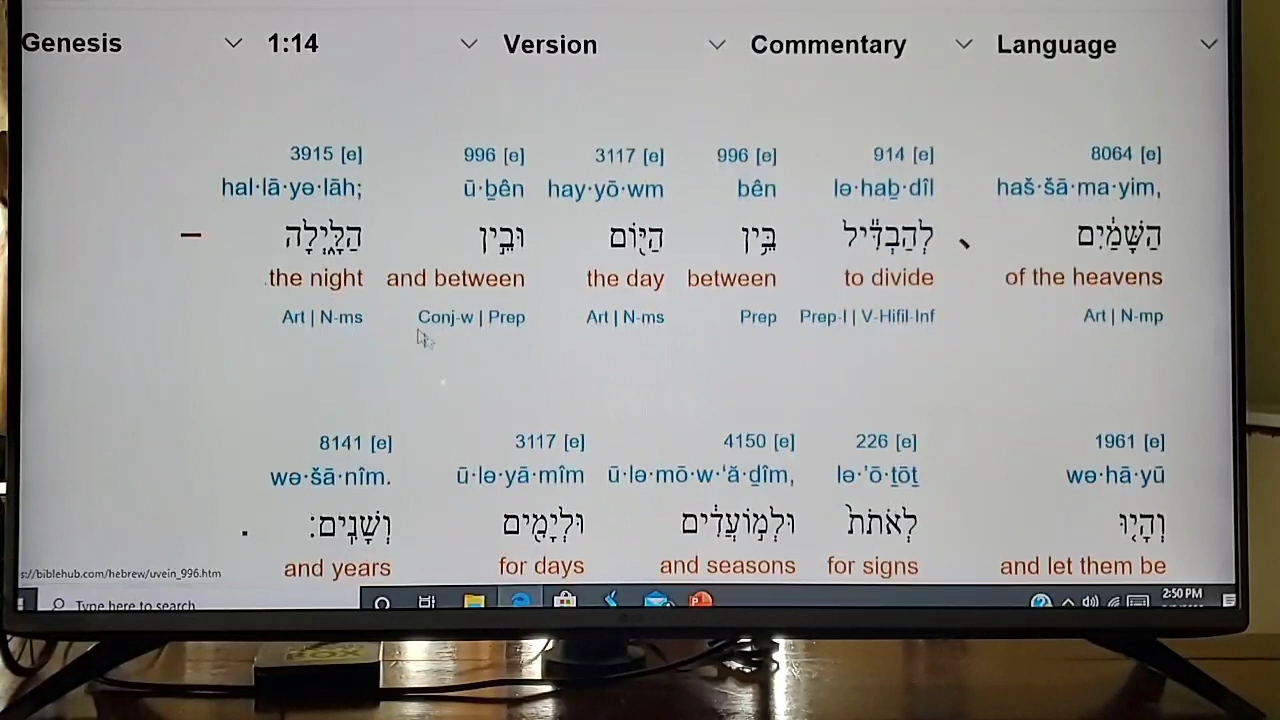 Genesis 1:14 Version Commentary Language
3915 [e] 996 [e] 3117 [e] 996 [e] 914 [e] 8064 [e]
hal·lā·yə·lāh; ū·ḇên hay·yō·wm bên lə·haḇ·dîl haš·šā·ma·yim,
הַשָּׁמַ֔יִם 、 לְהַבְדִּ֕יל בֵּ֥ין הַיּ֖וֹם וּבֵ֣ין הַלָּ֑יְלָה –
the night and between the day between to divide of the heavens
Art | N-ms Conj-w | Prep Art | N-ms Prep Prep-l | V-Hifil-Inf Art | N-mp
8141 [e] 3117 [e] 4150 [e] 226 [e] 1961 [e]
wə·šā·nîm. ū·lə·yā·mîm ū·lə·mō·w·‘ă·ḏîm, lə·’ō·ṯōṯ wə·hā·yū
וְהָי֤וּ לְאֹתֹת֙ וּלְמ֣וֹעֲדִ֔ים וּלְיָמִ֖ים וְשָׁנִֽים׃ .
and years for days and seasons for signs and let them be
s://biblehub.com/hebrew/uvein_996.htm
Type here to search 2:50 PM